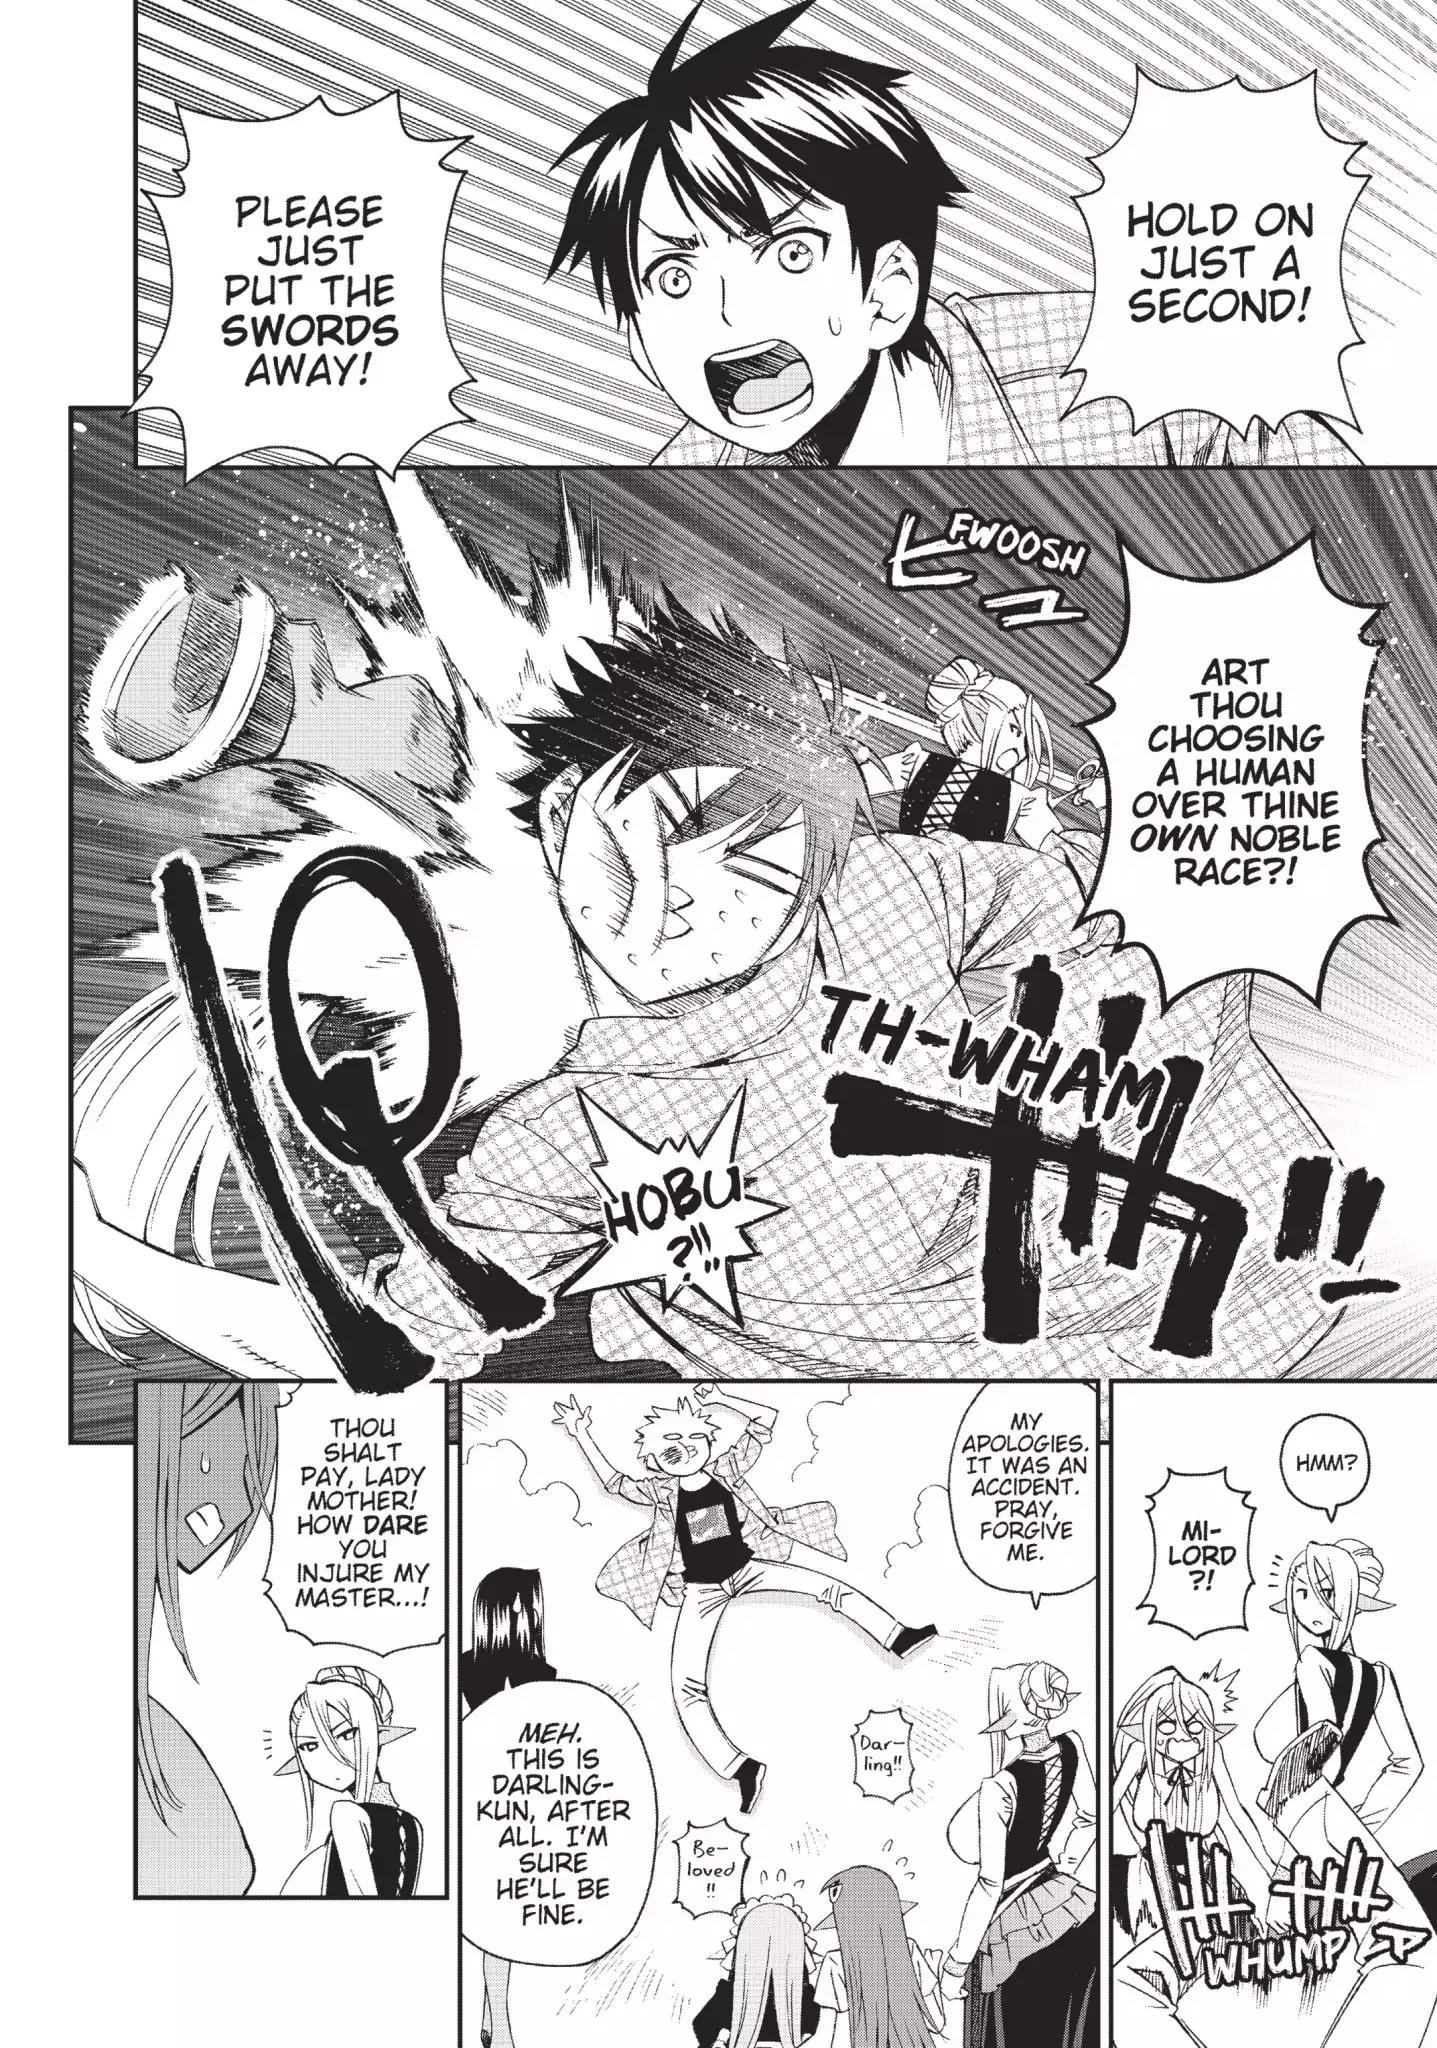 HOLD ON
JUST A
SECOND!
PLEASE
JUST
PUT THE
SWORDS
AWAY!
ART
THOU
CHOOSING
A HUMAN
OVER THINE
OWN NOBLE
RACE?!
ヒュ
FWOOSH
TH-WHAM
HOBU
?!!
HMM?
MI-
LORD
?!
WHUMP
MY
APOLOGIES.
IT WAS AN
ACCIDENT.
PRAY,
FORGIVE
ME.
Dar-
ling!!
Be-
loved
!!
MEH.
THIS IS
DARLING-
KUN, AFTER
ALL. I'M
SURE
HE'LL BE
FINE.
THOU
SHALT
PAY, LADY
MOTHER!
HOW DARE
YOU
INJURE MY
MASTER...!